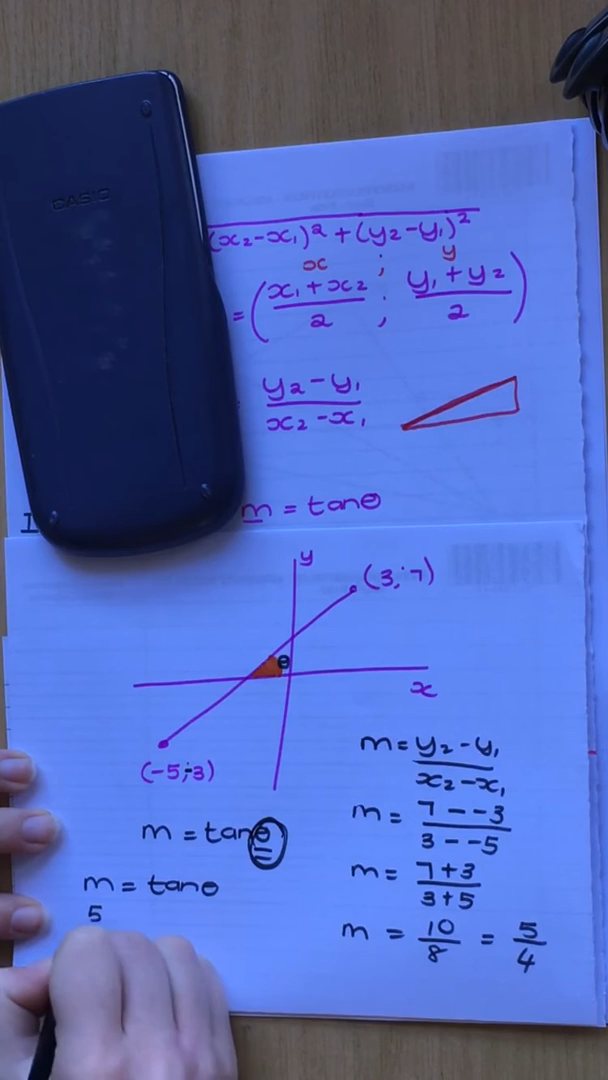 CASIO
(x₂-x₁)² + (y₂-y₁)²
x ; y
= (x₁+x₂/2 ; y₁+y₂/2)
y₂-y₁/x₂-x₁
m = tanθ
y
(3;7)
θ
x
(-5;-3)
m = y₂-y₁/x₂-x₁
m = 7--3/3--5
m = tanθ
m = 7+3/3+5
m = tanθ
5
m = 10/8 = 5/4